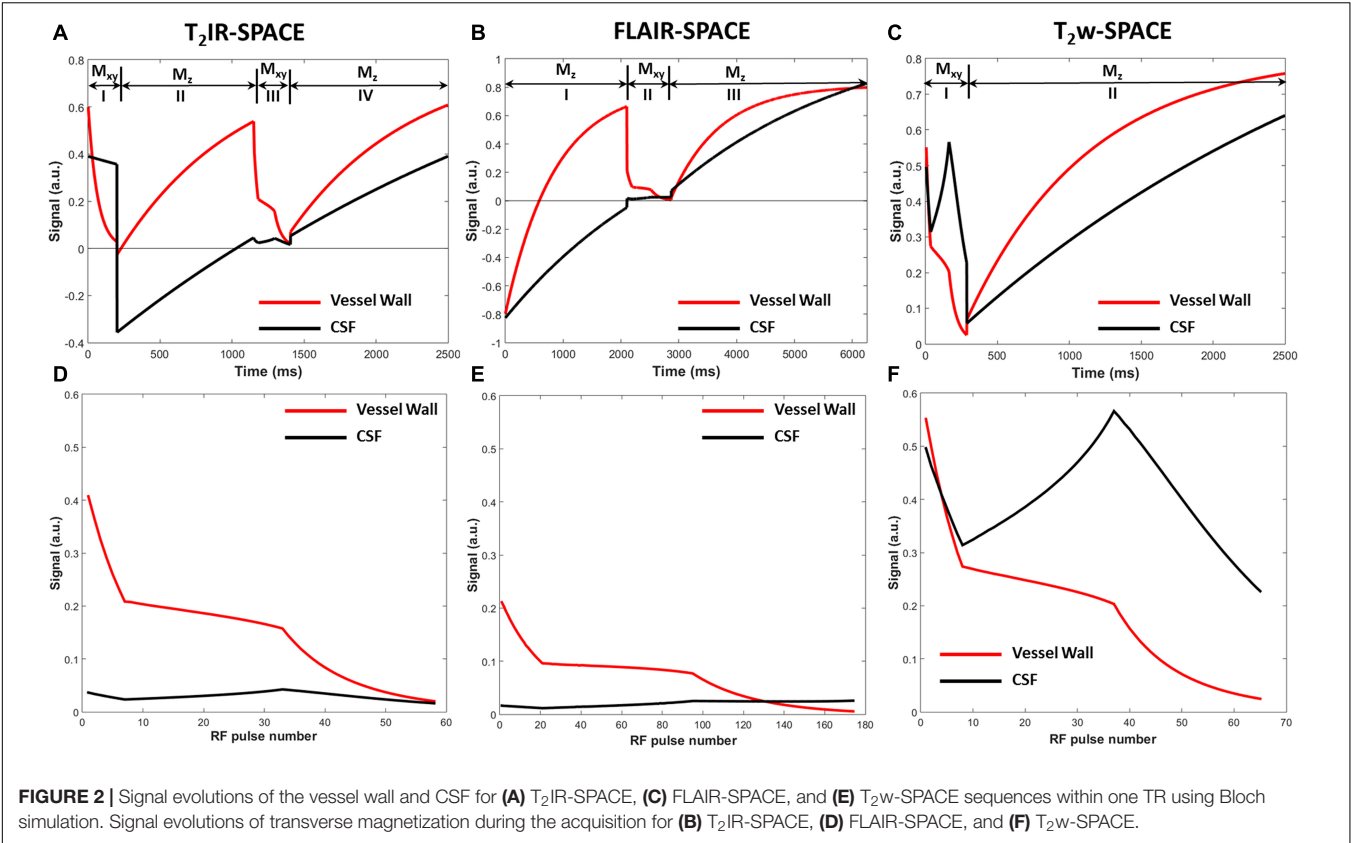 A
T₂IR-SPACE
0.8
0.6
0.4
0.2
0
-0.2
-0.4
Signal (a.u.)
Mxy
I
Mz
II
Mxy
III
Mz
IV
Vessel Wall
CSF
0 500 1000 1500 2000 2500
Time (ms)
B
FLAIR-SPACE
1
0.8
0.6
0.4
0.2
0
-0.2
-0.4
-0.6
-0.8
-1
Signal (a.u.)
Mz
I
Mxy
II
Mz
III
Vessel Wall
CSF
0 1000 2000 3000 4000 5000 6000
Time (ms)
C
T₂w-SPACE
0.8
0.7
0.6
0.5
0.4
0.3
0.2
0.1
0
Signal (a.u.)
Mxy
I
Mz
II
Vessel Wall
CSF
0 500 1000 1500 2000 2500
Time (ms)
D
0.6
0.5
0.4
0.3
0.2
0.1
0
Signal (a.u.)
Vessel Wall
CSF
0 10 20 30 40 50 60
RF pulse number
E
0.6
0.5
0.4
0.3
0.2
0.1
0
Signal (a.u.)
Vessel Wall
CSF
0 20 40 60 80 100 120 140 160 180
RF pulse number
F
0.6
0.5
0.4
0.3
0.2
0.1
0
Signal (a.u.)
Vessel Wall
CSF
0 10 20 30 40 50 60 70
RF pulse number
FIGURE 2 | Signal evolutions of the vessel wall and CSF for (A) T₂IR-SPACE, (C) FLAIR-SPACE, and (E) T₂w-SPACE sequences within one TR using Bloch
simulation. Signal evolutions of transverse magnetization during the acquisition for (B) T₂IR-SPACE, (D) FLAIR-SPACE, and (F) T₂w-SPACE.